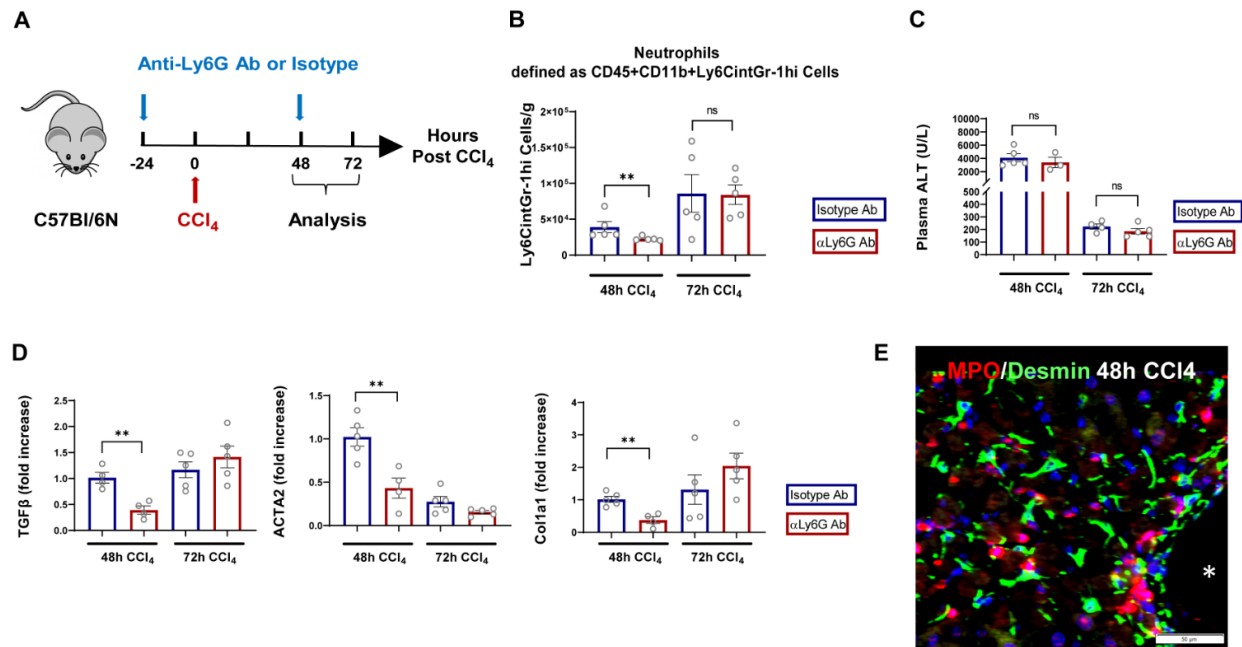 A
Anti-Ly6G Ab or Isotype
-24
0
48
72
Hours
Post CCl₄
C57Bl/6N
CCl₄
Analysis
B
Neutrophils
defined as CD45+CD11b+Ly6CintGr-1hi Cells
Ly6CintGr-1hi Cells/g
2×10⁵
1×10⁵
1×10⁵
5×10⁴
0
**
ns
48h CCl₄
72h CCl₄
Isotype Ab
αLy6G Ab
C
Plasma ALT (U/L)
10000
8000
6000
4000
2000
500
400
300
200
100
0
ns
ns
48h CCl₄
72h CCl₄
Isotype Ab
αLy6G Ab
D
TGFβ (fold increase)
2.5
2.0
1.5
1.0
0.5
0.0
**
48h CCl₄
72h CCl₄
ACTA2 (fold increase)
1.5
1.0
0.5
0.0
**
48h CCl₄
72h CCl₄
Col1a1 (fold increase)
4
3
2
1
0
**
48h CCl₄
72h CCl₄
Isotype Ab
αLy6G Ab
E
MPO/Desmin 48h CCl4
*
50 µm